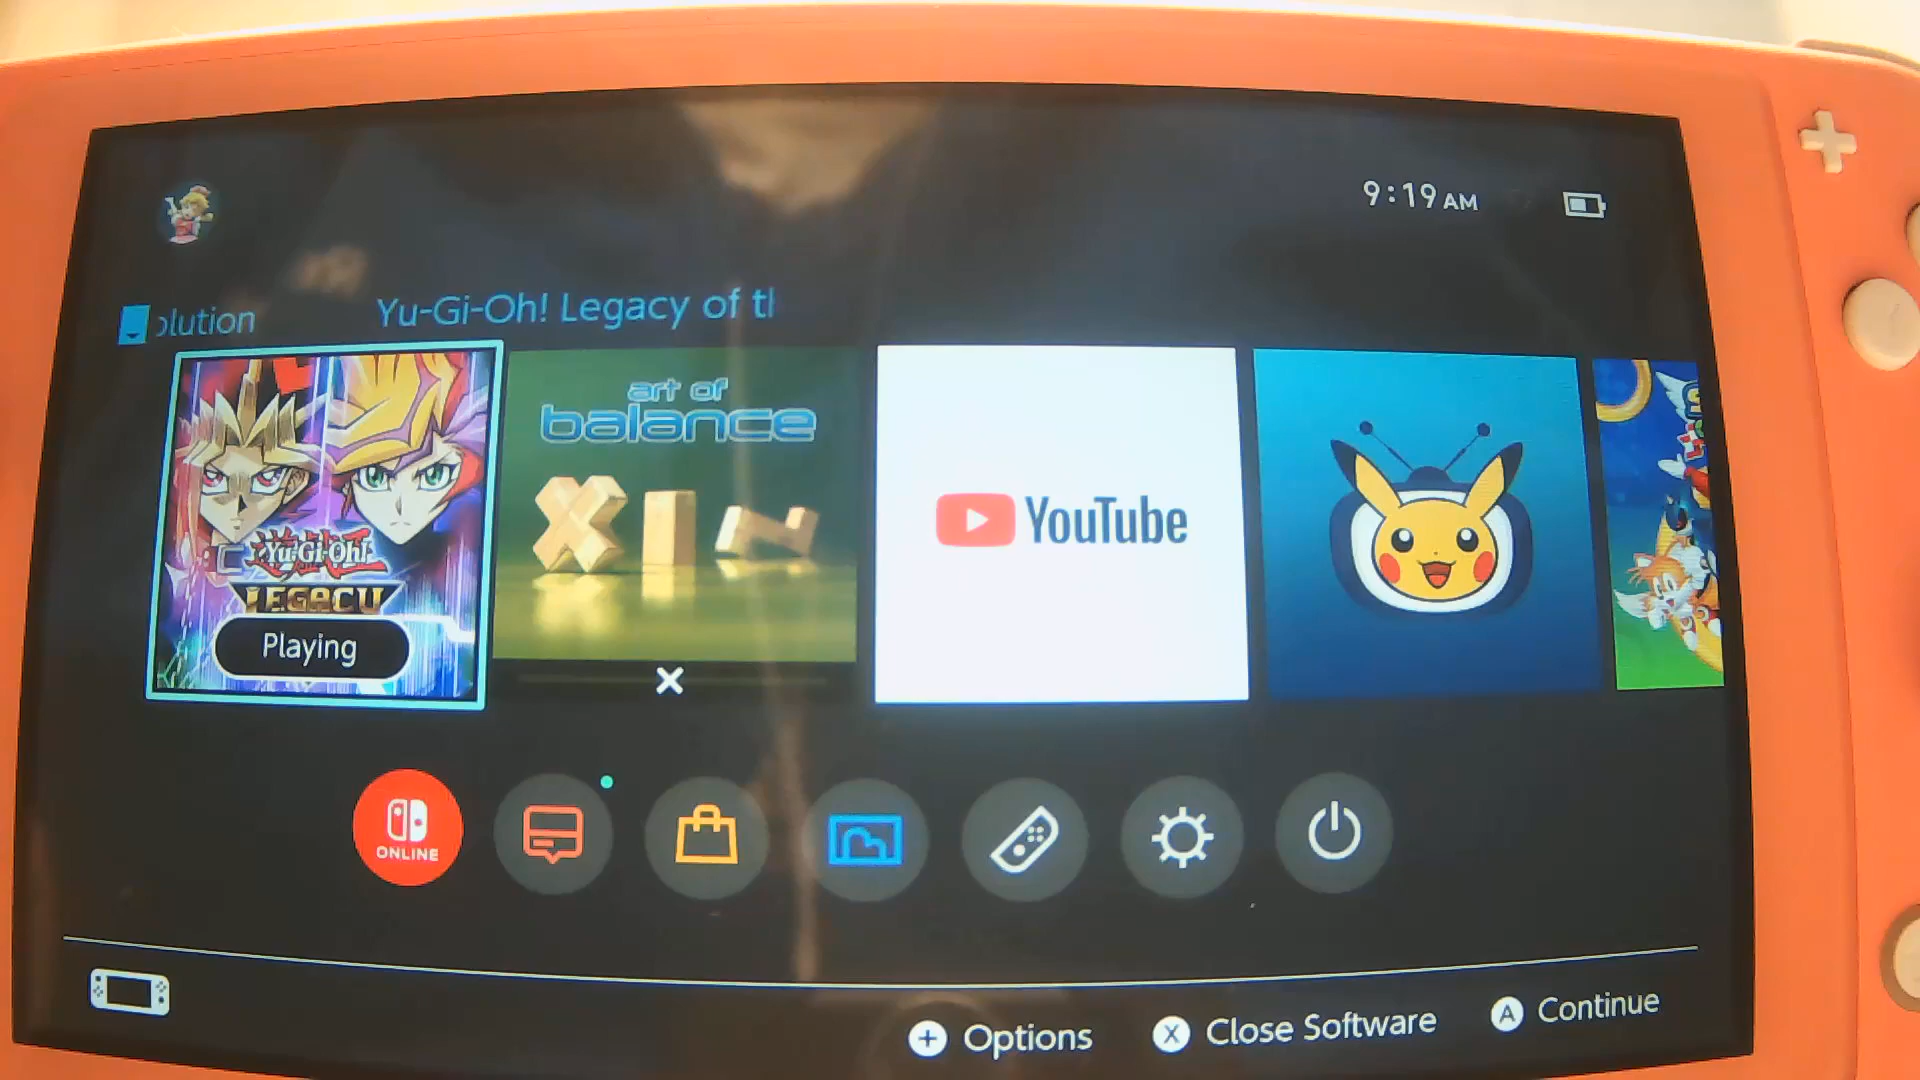 9:19 AM
olution Yu-Gi-Oh! Legacy of th
Yu-Gi-Oh!
LEGACY
Playing
art of
balance
YouTube
ONLINE
+ Options X Close Software A Continue